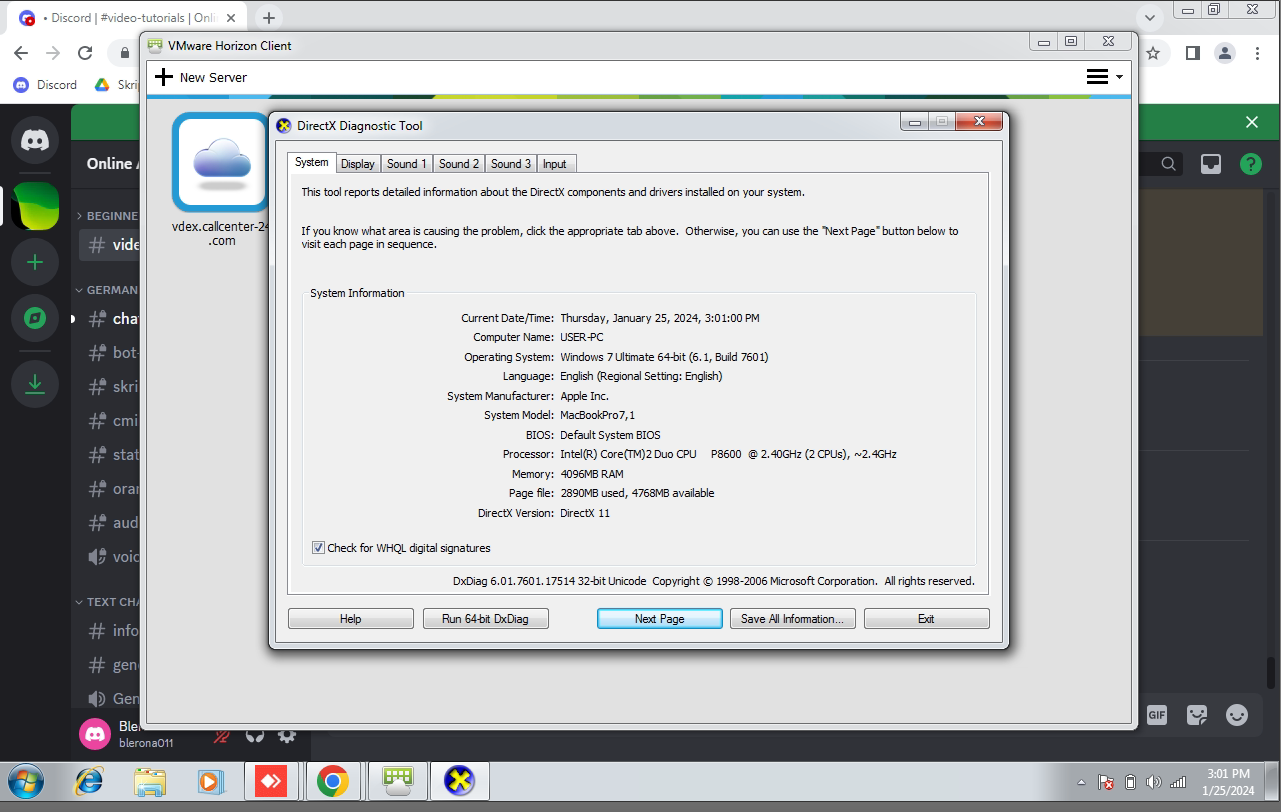 • Discord | #video-tutorials | Onli
VMware Horizon Client
New Server
Discord
Skri
DirectX Diagnostic Tool
System
Display
Sound 1
Sound 2
Sound 3
Input
This tool reports detailed information about the DirectX components and drivers installed on your system.
If you know what area is causing the problem, click the appropriate tab above. Otherwise, you can use the "Next Page" button below to
visit each page in sequence.
System Information
Current Date/Time: Thursday, January 25, 2024, 3:01:00 PM
Computer Name: USER-PC
Operating System: Windows 7 Ultimate 64-bit (6.1, Build 7601)
Language: English (Regional Setting: English)
System Manufacturer: Apple Inc.
System Model: MacBookPro7,1
BIOS: Default System BIOS
Processor: Intel(R) Core(TM)2 Duo CPU P8600 @ 2.40GHz (2 CPUs), ~2.4GHz
Memory: 4096MB RAM
Page file: 2890MB used, 4768MB available
DirectX Version: DirectX 11
Check for WHQL digital signatures
DxDiag 6.01.7601.17514 32-bit Unicode Copyright © 1998-2006 Microsoft Corporation. All rights reserved.
Help
Run 64-bit DxDiag
Next Page
Save All Information...
Exit
vdex.callcenter-24
.com
Online A
BEGINNE
vide
GERMAN
cha
bot-
skri
cmi
stat
oran
aud
voic
TEXT CHA
info
gene
Gen
Bler
blerona011
GIF
3:01 PM
1/25/2024